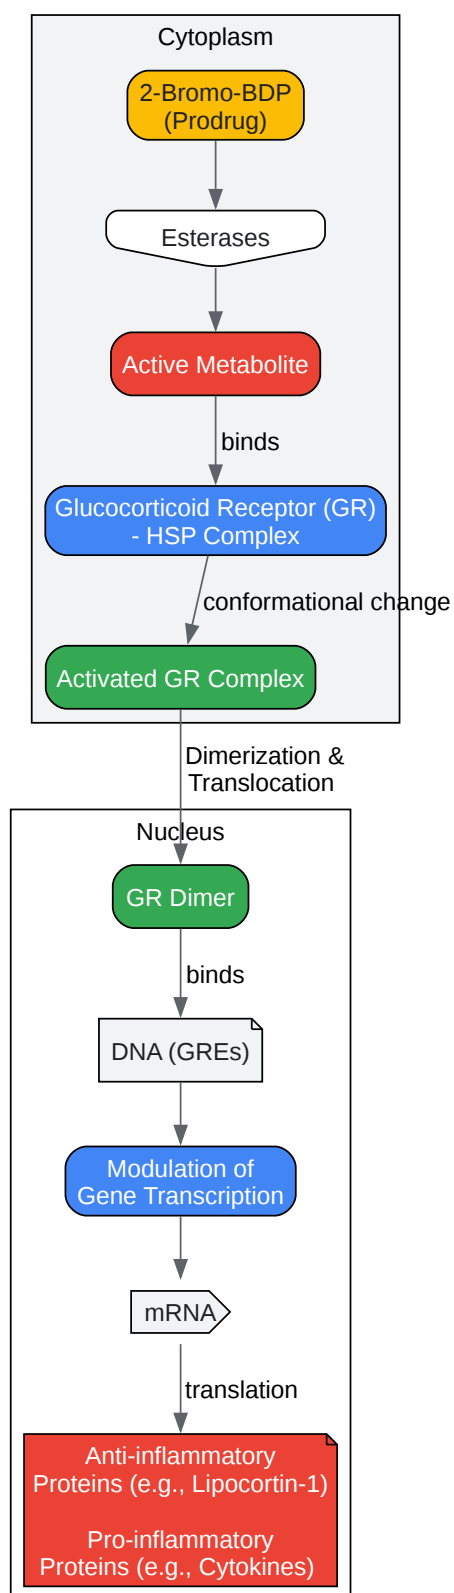 Cytoplasm
2-Bromo-BDP
(Prodrug)
Esterases
Active Metabolite
binds
Glucocorticoid Receptor (GR)
- HSP Complex
conformational change
Activated GR Complex
Dimerization &
Translocation
Nucleus
GR Dimer
binds
DNA (GREs)
Modulation of
Gene Transcription
mRNA
translation
Anti-inflammatory
Proteins (e.g., Lipocortin-1)
Pro-inflammatory
Proteins (e.g., Cytokines)